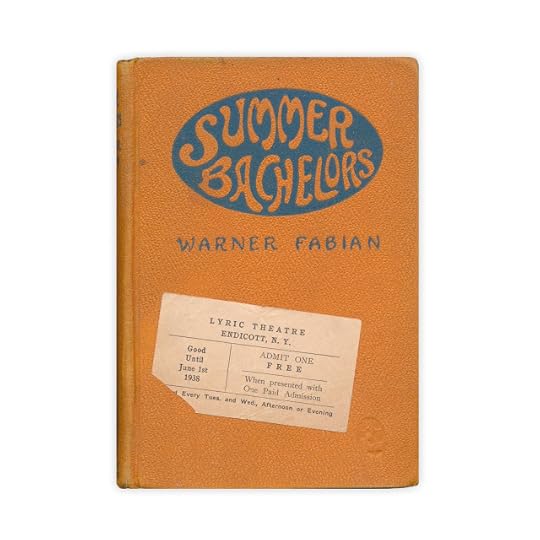 SUMMER
BACHELORS
WARNER FABIAN
LYRIC THEATRE
ENDICOTT, N. Y.
Good
Until
June 1st
1938
ADMIT ONE
FREE
When presented with
One Paid Admission
Every Tues. and Wed., Afternoon or Evening